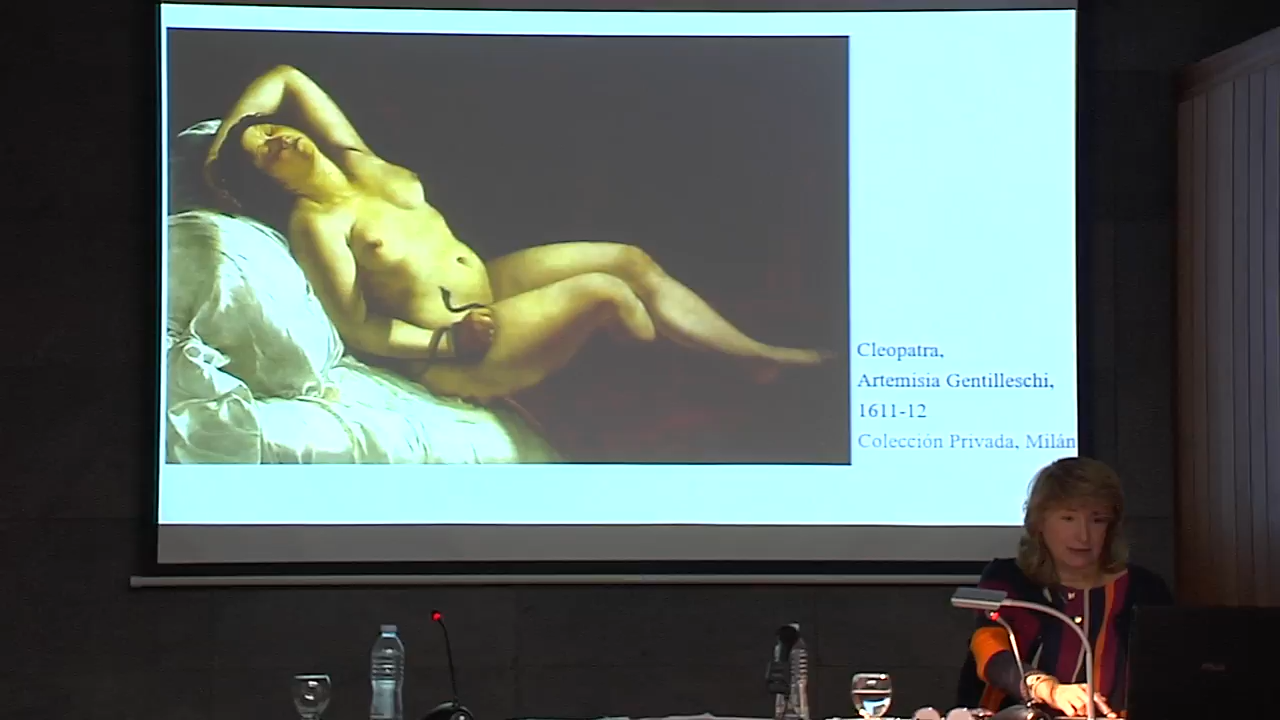 Cleopatra,
Artemisia Gentilleschi,
1611-12
Colección Privada, Milán